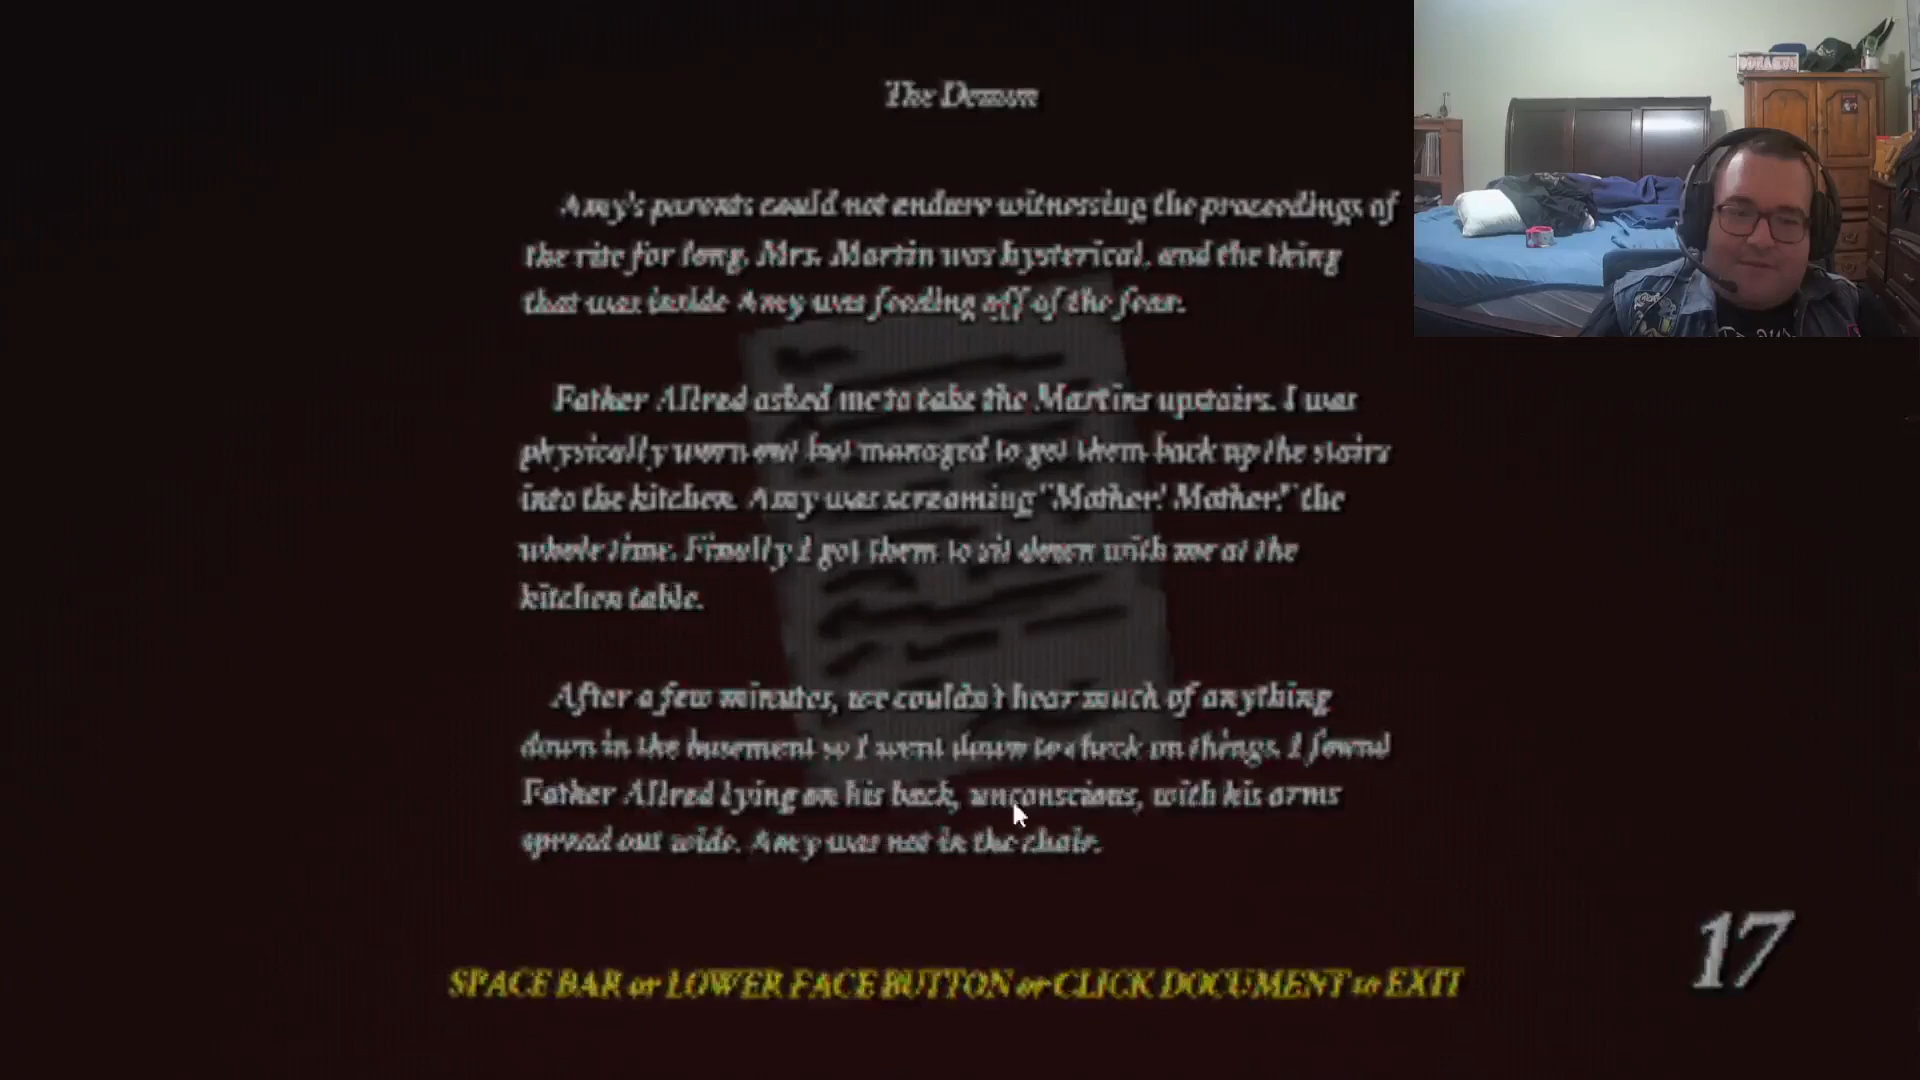 The Demon
Amy's parents could not endure witnessing the proceedings of
the rite for long. Mrs. Martin was hysterical, and the thing
that was inside Amy was feeding off of the fear.
Father Allred asked me to take the Martins upstairs. I was
physically worn out but managed to get them back up the stairs
into the kitchen. Amy was screaming "Mother! Mother!" the
whole time. Finally I got them to sit down with me at the
kitchen table.
After a few minutes, we couldn't hear much of anything
down in the basement so I went down to check on things. I found
Father Allred lying on his back, unconscious, with his arms
spread out wide. Amy was not in the chair.
17
SPACE BAR or LOWER FACE BUTTON or CLICK DOCUMENT to EXIT